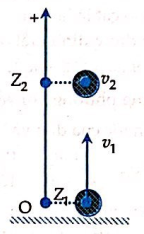 +
Z₂ v₂
v₁
O Z₁